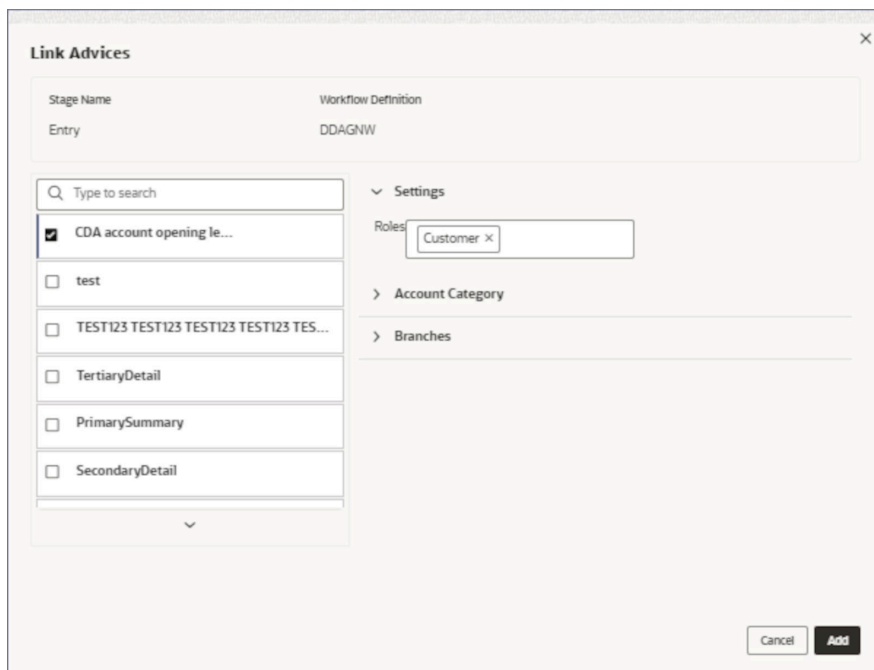 Link Advices
Stage Name
Workflow Definition
Entry
DDAGNW
Type to search
CDA account opening le...
test
TEST123 TEST123 TEST123 TEST123 TES...
TertiaryDetail
PrimarySummary
SecondaryDetail
Settings
Roles
Customer ×
Account Category
Branches
Cancel
Add